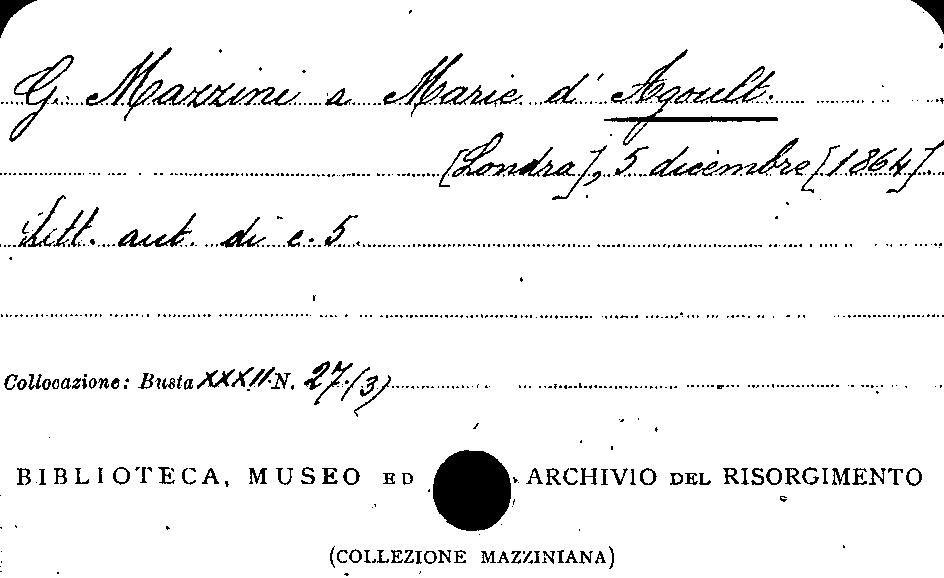 G. Mazzini a Marie d' Agoult.
[Londra], 5 dicembre [1864].
Lett. aut. di c. 5.
Collocazione: Busta XXXII N. 27 (3)
BIBLIOTECA, MUSEO ED ARCHIVIO DEL RISORGIMENTO
(COLLEZIONE MAZZINIANA)